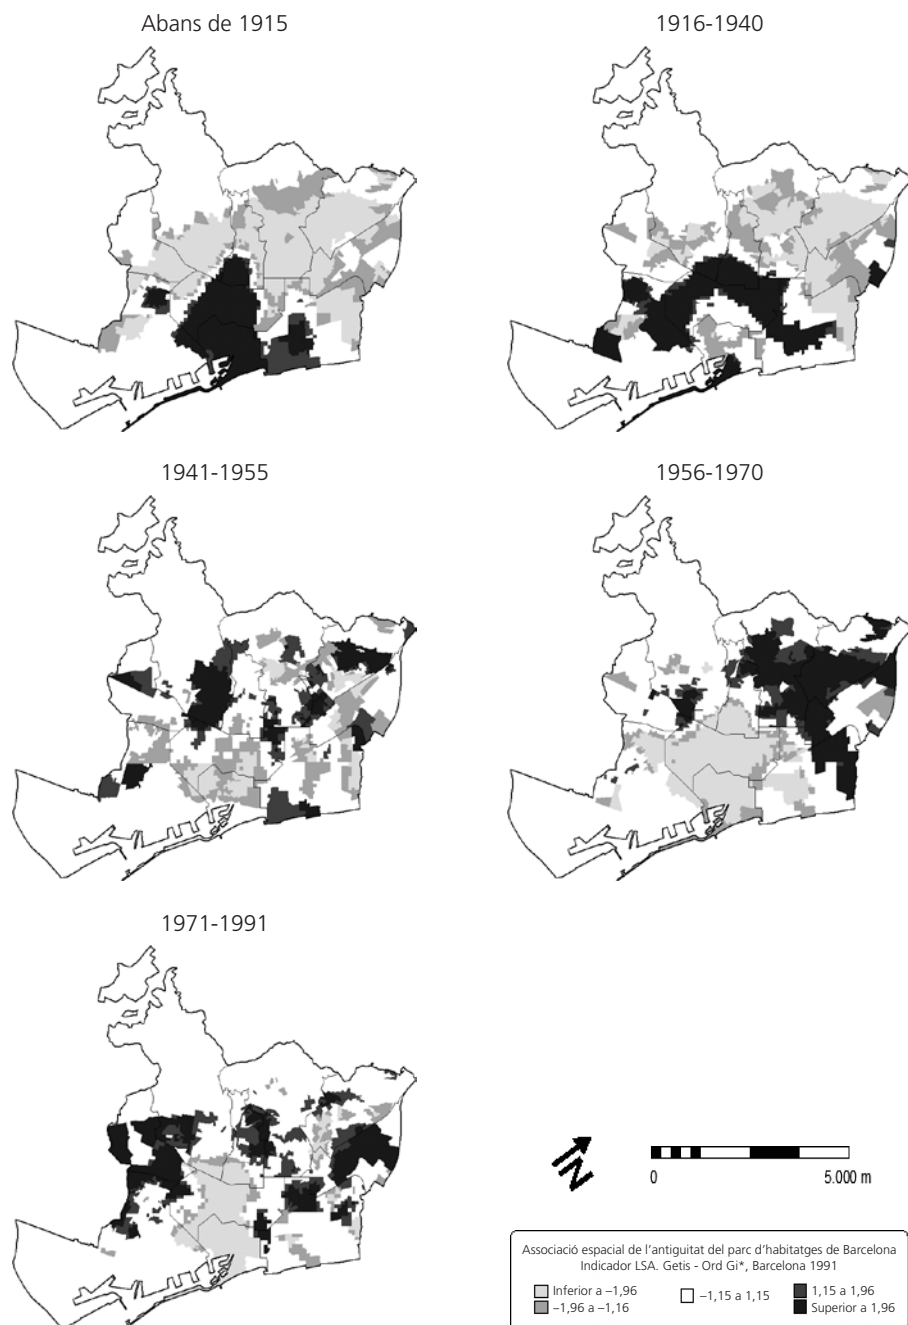 Abans de 1915
1916-1940
1941-1955
1956-1970
1971-1991
N
0 5.000 m
Associació espacial de l'antiguitat del parc d'habitatges de Barcelona
Indicador LSA. Getis - Ord Gi*, Barcelona 1991
Inferior a –1,96
–1,96 a –1,16
–1,15 a 1,15
1,15 a 1,96
Superior a 1,96